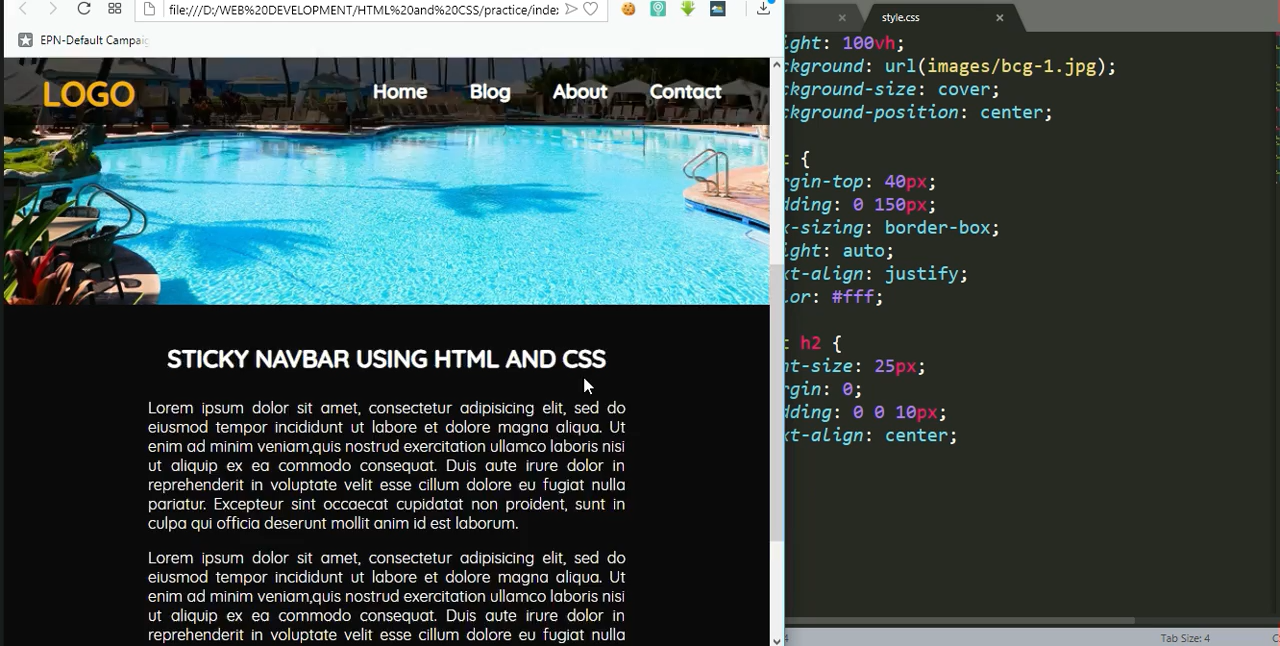 file:///D:/WEB%20DEVELOPMENT/HTML%20and%20CSS/practice/inde:
EPN-Default Campai
LOGO
Home Blog About Contact
STICKY NAVBAR USING HTML AND CSS
Lorem ipsum dolor sit amet, consectetur adipisicing elit, sed do
eiusmod tempor incididunt ut labore et dolore magna aliqua. Ut
enim ad minim veniam,quis nostrud exercitation ullamco laboris nisi
ut aliquip ex ea commodo consequat. Duis aute irure dolor in
reprehenderit in voluptate velit esse cillum dolore eu fugiat nulla
pariatur. Excepteur sint occaecat cupidatat non proident, sunt in
culpa qui officia deserunt mollit anim id est laborum.
Lorem ipsum dolor sit amet, consectetur adipisicing elit, sed do
eiusmod tempor incididunt ut labore et dolore magna aliqua. Ut
enim ad minim veniam,quis nostrud exercitation ullamco laboris nisi
ut aliquip ex ea commodo consequat. Duis aute irure dolor in
reprehenderit in voluptate velit esse cillum dolore eu fugiat nulla
style.css
ight: 100vh;
ckground: url(images/bcg-1.jpg);
ckground-size: cover;
ckground-position: center;
t {
rgin-top: 40px;
dding: 0 150px;
x-sizing: border-box;
ight: auto;
xt-align: justify;
lor: #fff;
t h2 {
nt-size: 25px;
rgin: 0;
dding: 0 0 10px;
xt-align: center;
4
Tab Size: 4